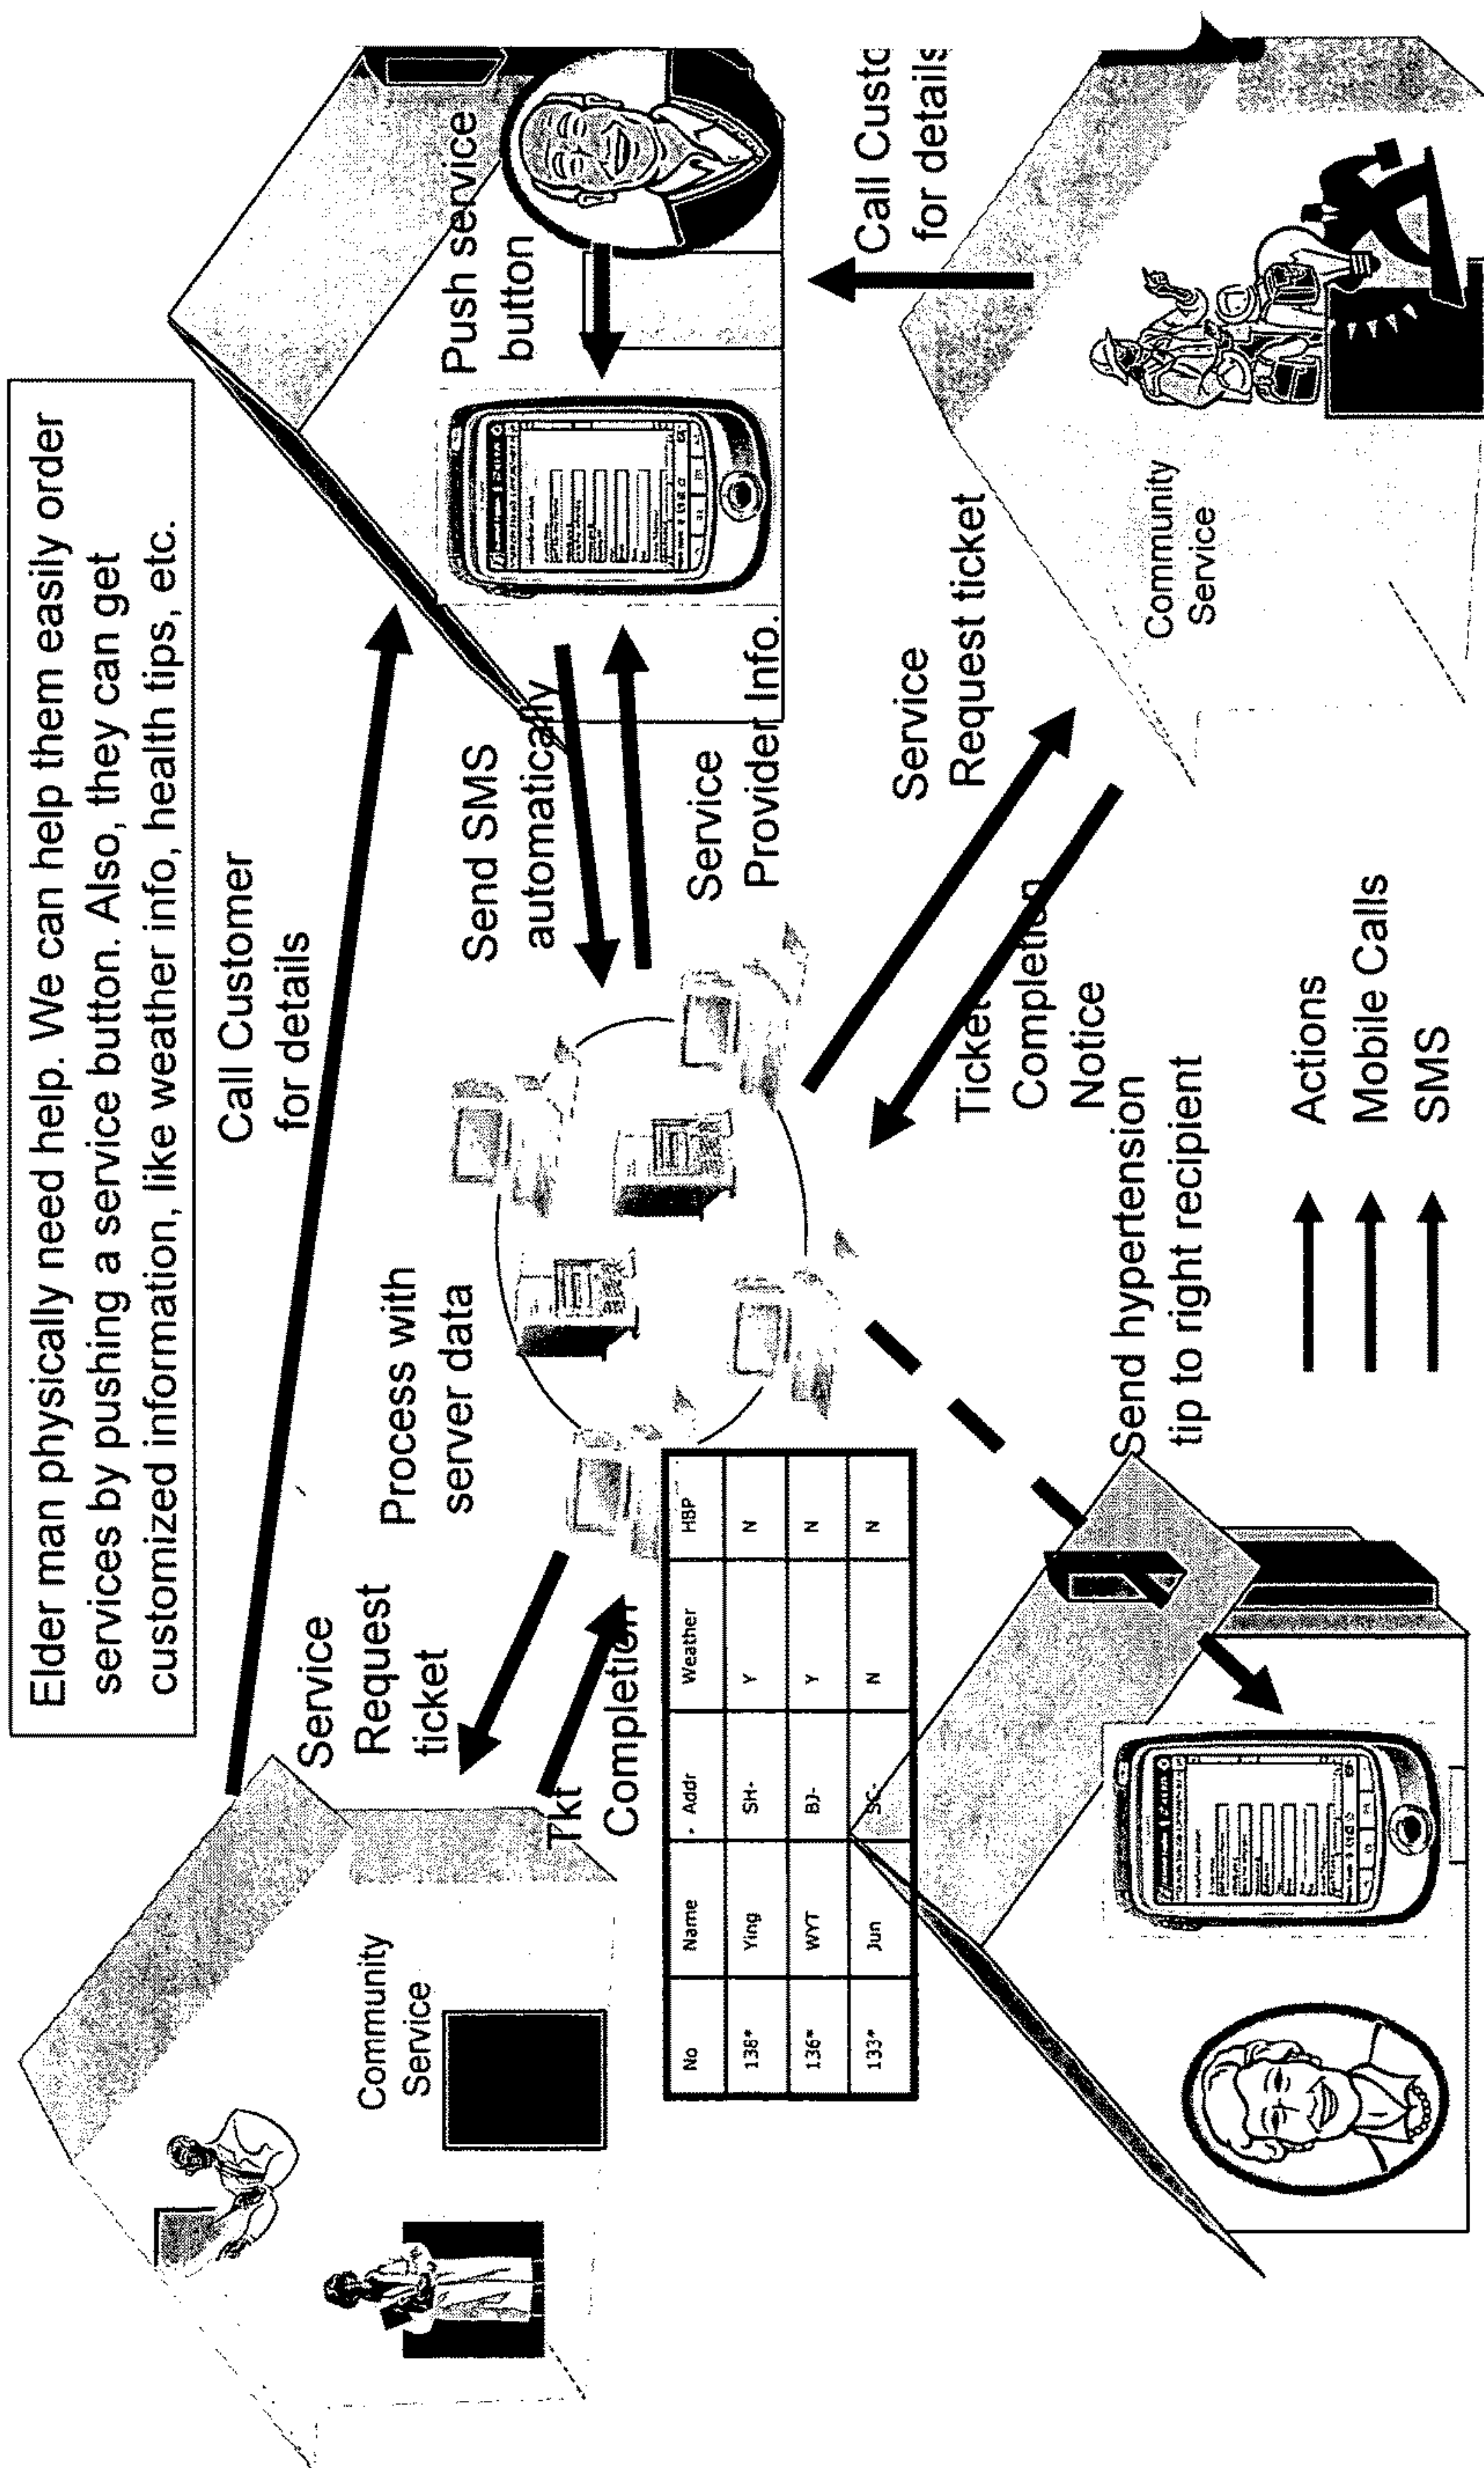 Elder man physically need help. We can help them easily order
services by pushing a service button. Also, they can get
customized information, like weather info, health tips, etc.
Call Customer
for details
Push service
button
Send SMS
automatically
Service
Provider Info.
Process with
server data
Service
Request
ticket
Tkt
Completion
Community
Service
No Name Addr Weather HBP
138* Ying SH- Y N
136* WYT BJ- Y N
133* Jun SC- N N
Call Custo
for details
Service
Request ticket
Ticket
Completion
Notice
Community
Service
Send hypertension
tip to right recipient
Actions
Mobile Calls
SMS